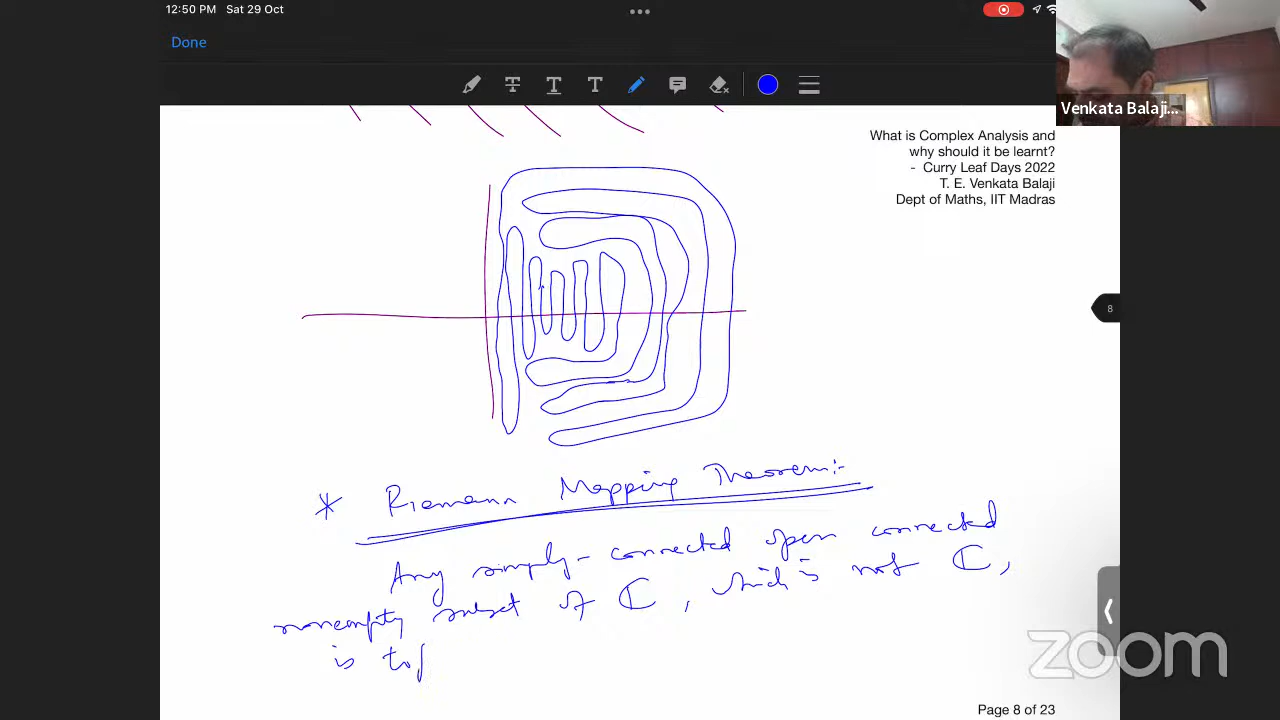 12:50 PM Sat 29 Oct
Done
Venkata Balaji...
What is Complex Analysis and
why should it be learnt?
- Curry Leaf Days 2022
T. E. Venkata Balaji
Dept of Maths, IIT Madras
8
* Riemann Mapping Theorem:-
Any simply-connected open connected
nonempty subset of ℂ, which is not ℂ,
is top
zoom
Page 8 of 23